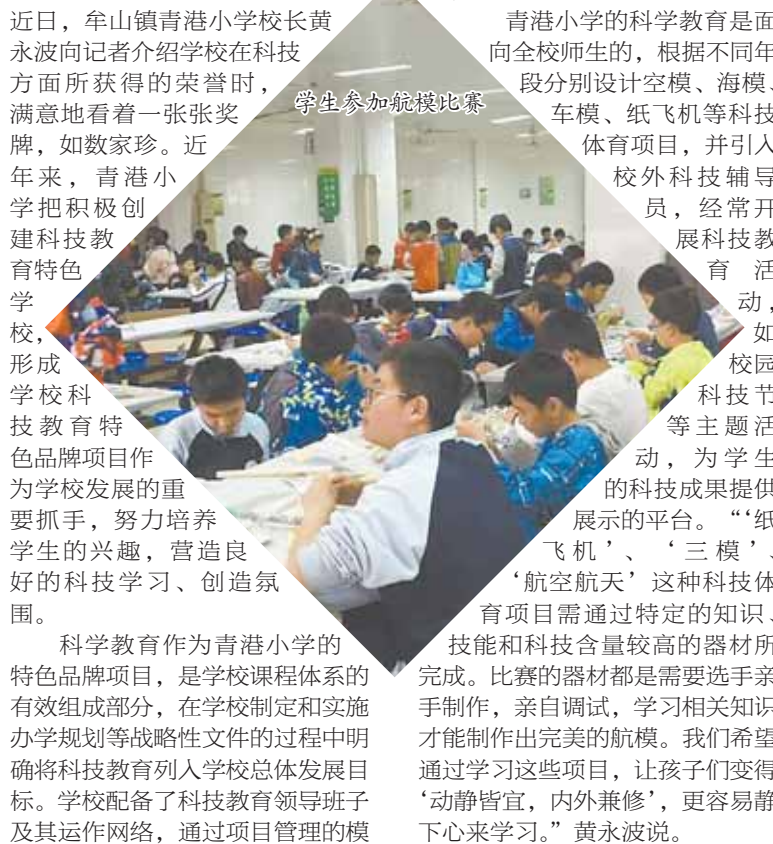 近日，牟山镇青港小学校长黄
永波向记者介绍学校在科技
方面所获得的荣誉时，
满意地看着一张张奖
牌，如数家珍。近
年来，青港小
学把积极创
建科技教
育特色
学
校，
形成
学校科
技教育特
色品牌项目作
为学校发展的重
要抓手，努力培养
学生的兴趣，营造良
好的科技学习、创造氛
围。
科学教育作为青港小学的
特色品牌项目，是学校课程体系的
有效组成部分，在学校制定和实施
办学规划等战略性文件的过程中明
确将科技教育列入学校总体发展目
标。学校配备了科技教育领导班子
及其运作网络，通过项目管理的模
学生参加航模比赛
青港小学的科学教育是面
向全校师生的，根据不同年
段分别设计空模、海模、
车模、纸飞机等科技
体育项目，并引入
校外科技辅导
员，经常开
展科技教
育活
动，
如
校园
科技节
等主题活
动，为学生
的科技成果提供
展示的平台。“‘纸
飞机’、‘三模’、
‘航空航天’这种科技体
育项目需通过特定的知识、
技能和科技含量较高的器材所
完成。比赛的器材都是需要选手亲
手制作，亲自调试，学习相关知识
才能制作出完美的航模。我们希望
通过学习这些项目，让孩子们变得
‘动静皆宜，内外兼修’，更容易静
下心来学习。”黄永波说。